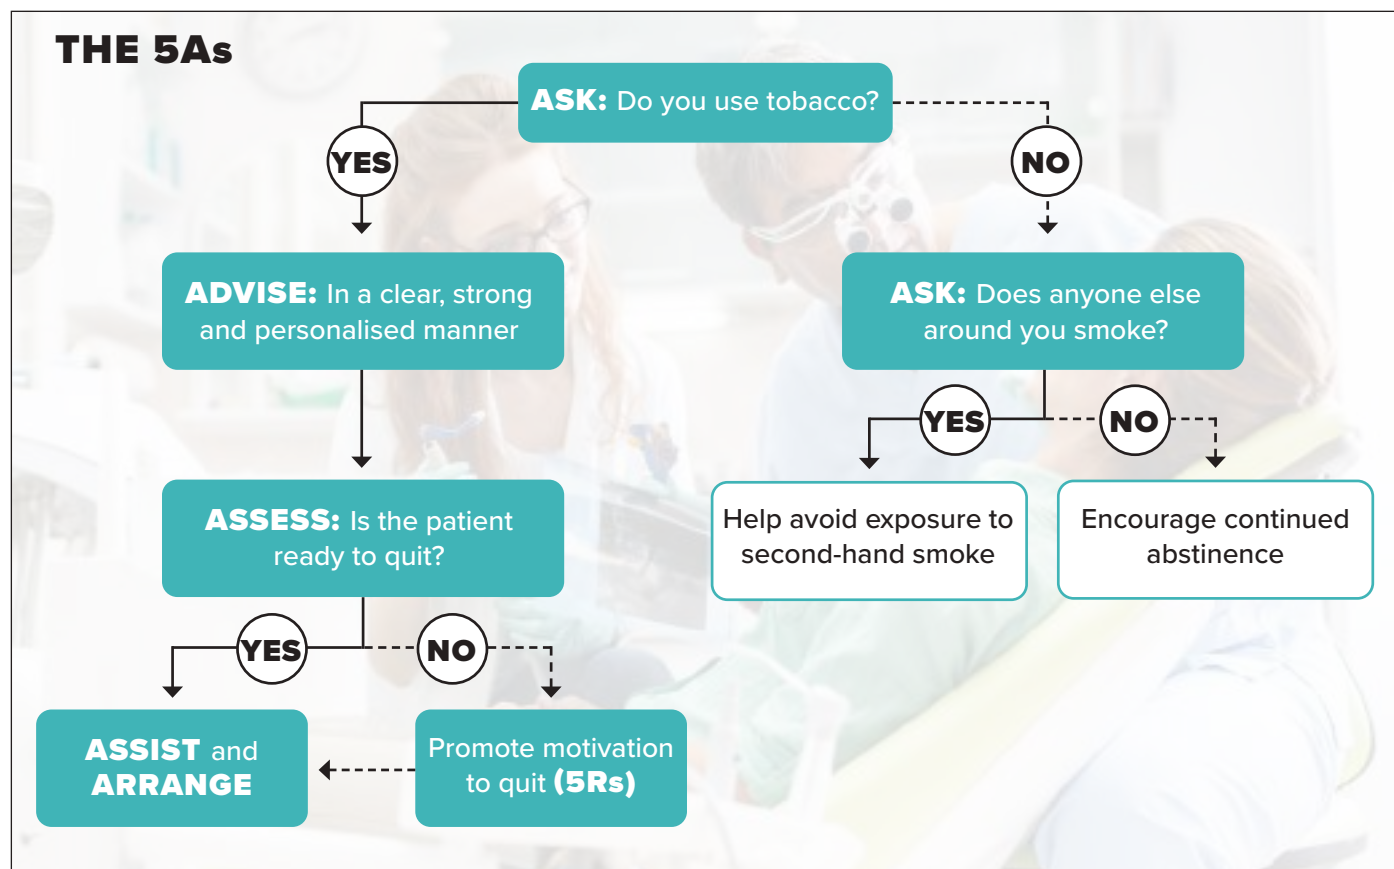 THE 5As
ASK: Do you use tobacco?
YES
NO
ADVISE: In a clear, strong
and personalised manner
ASK: Does anyone else
around you smoke?
YES
NO
ASSESS: Is the patient
ready to quit?
Help avoid exposure to
second-hand smoke
Encourage continued
abstinence
YES
NO
ASSIST and
ARRANGE
Promote motivation
to quit (5Rs)